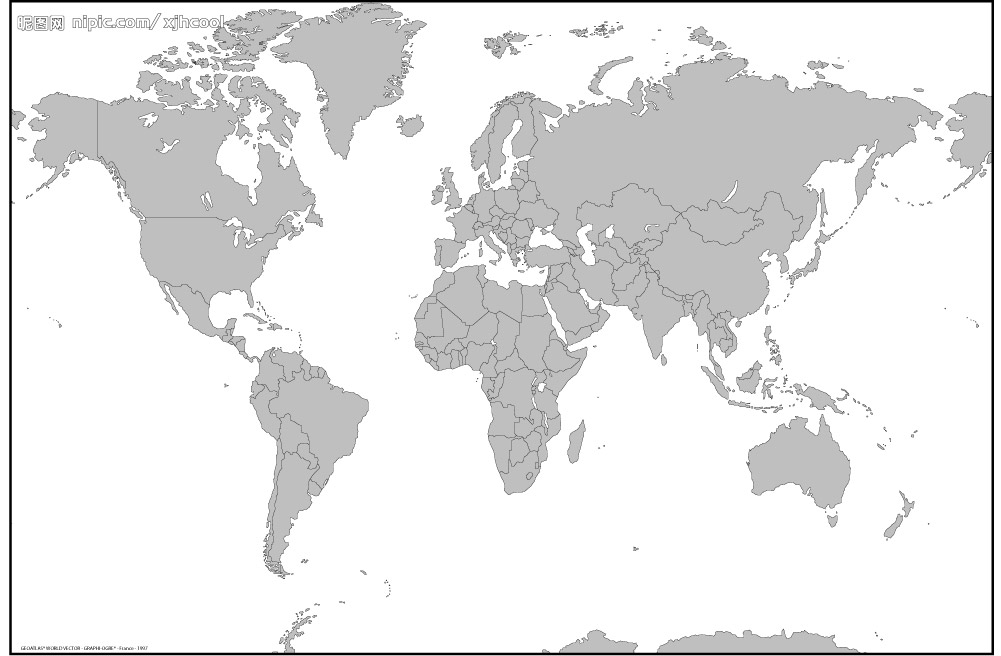 昵图网 nipic.com/xjhcool
GEOATLAS® WORLD VECTOR - GRAPHI-OGRE® - France - 1997